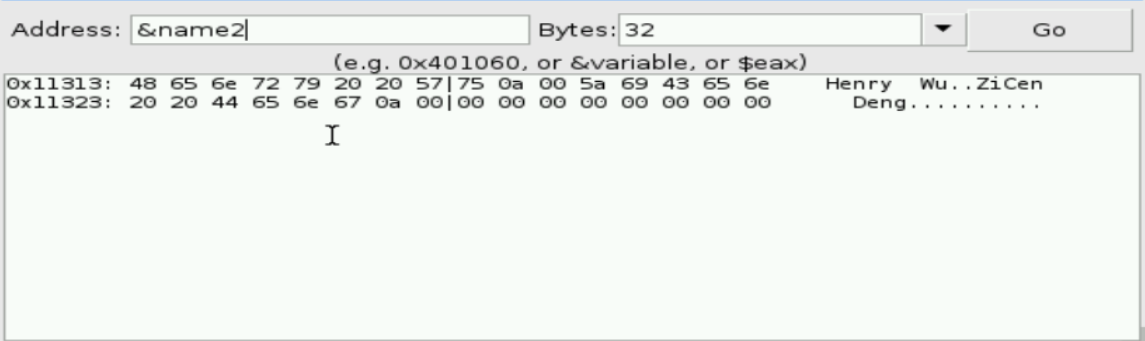 Address: &name2 Bytes: 32 Go
(e.g. 0x401060, or &variable, or $eax)
0x11313: 48 65 6e 72 79 20 20 57|75 0a 00 5a 69 43 65 6e Henry  Wu..ZiCen
0x11323: 20 20 44 65 6e 67 0a 00|00 00 00 00 00 00 00 00   Deng..........